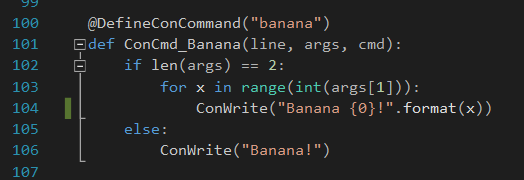 99
100 @DefineConCommand("banana")
101 def ConCmd_Banana(line, args, cmd):
102     if len(args) == 2:
103         for x in range(int(args[1])):
104             ConWrite("Banana {0}!".format(x))
105     else:
106         ConWrite("Banana!")
107